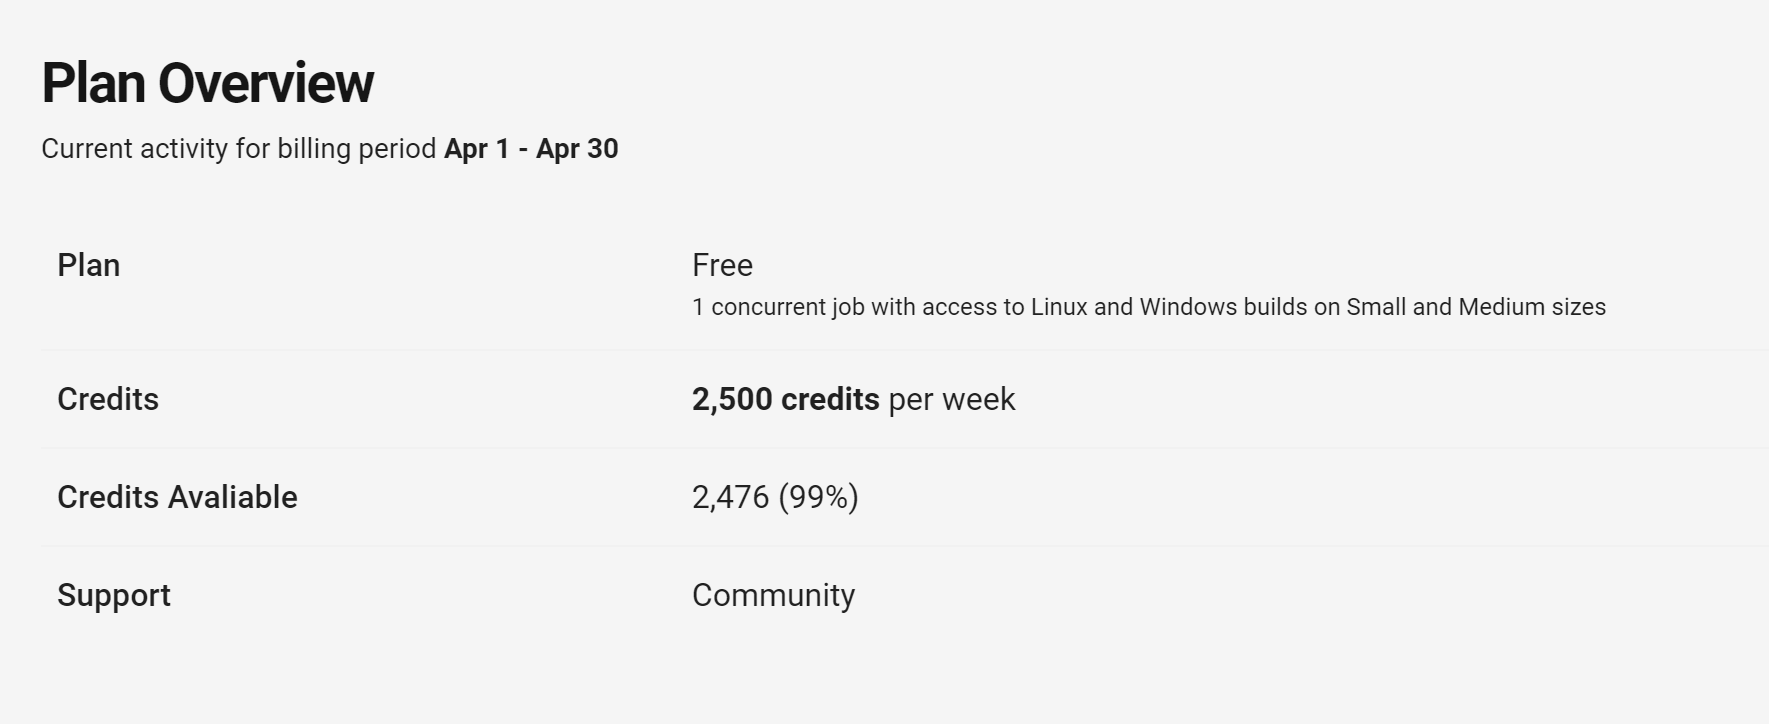 Plan Overview
Current activity for billing period Apr 1 - Apr 30
Plan
Free
1 concurrent job with access to Linux and Windows builds on Small and Medium sizes
Credits
2,500 credits per week
Credits Avaliable
2,476 (99%)
Support
Community